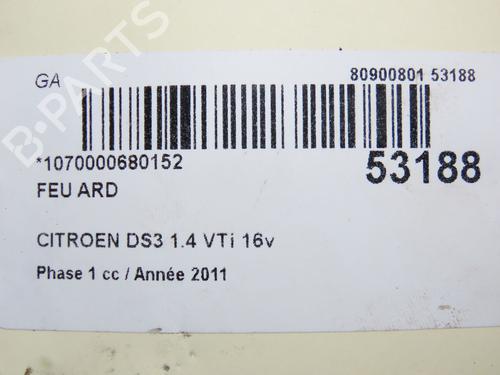 GA
80900801 53188
*1070000680152
53188
FEU ARD
CITROEN DS3 1.4 VTi 16v
Phase 1 cc / Année 2011
B-PARTS